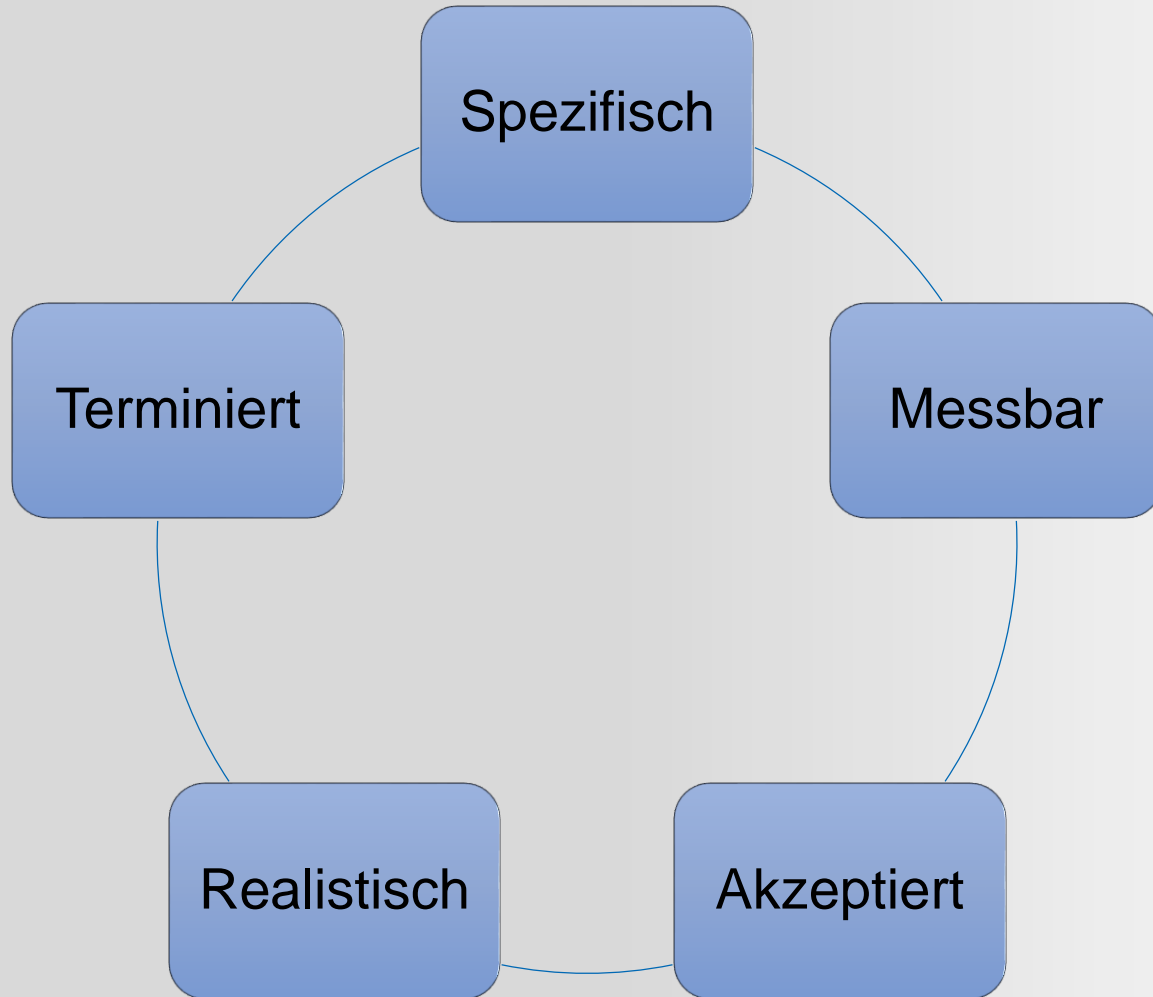 Spezifisch
Messbar
Akzeptiert
Realistisch
Terminiert